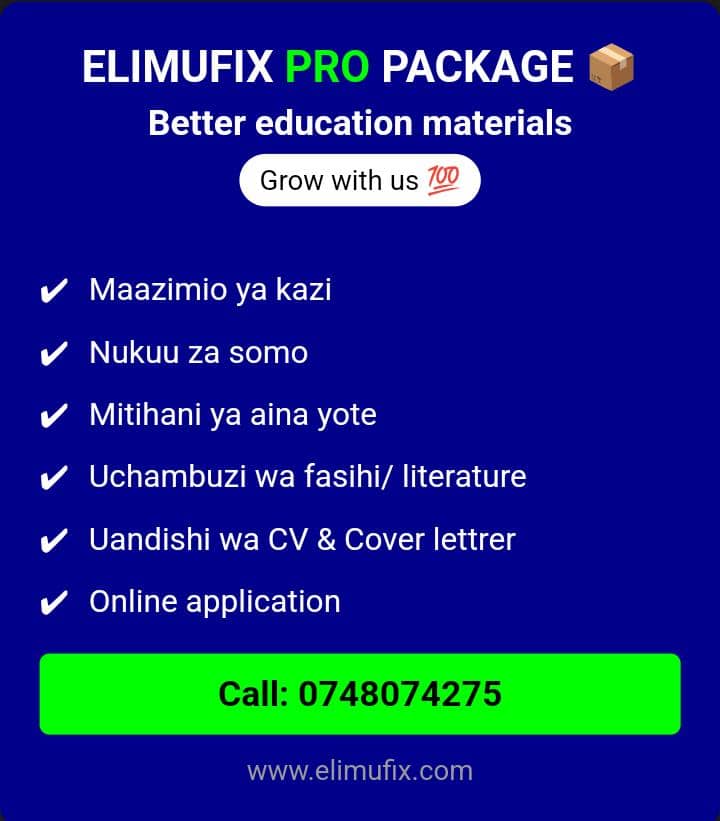 ELIMUFIX PRO PACKAGE 📦
Better education materials
Grow with us 💯
✔ Maazimio ya kazi
✔ Nukuu za somo
✔ Mitihani ya aina yote
✔ Uchambuzi wa fasihi/ literature
✔ Uandishi wa CV & Cover lettrer
✔ Online application
Call: 0748074275
www.elimufix.com